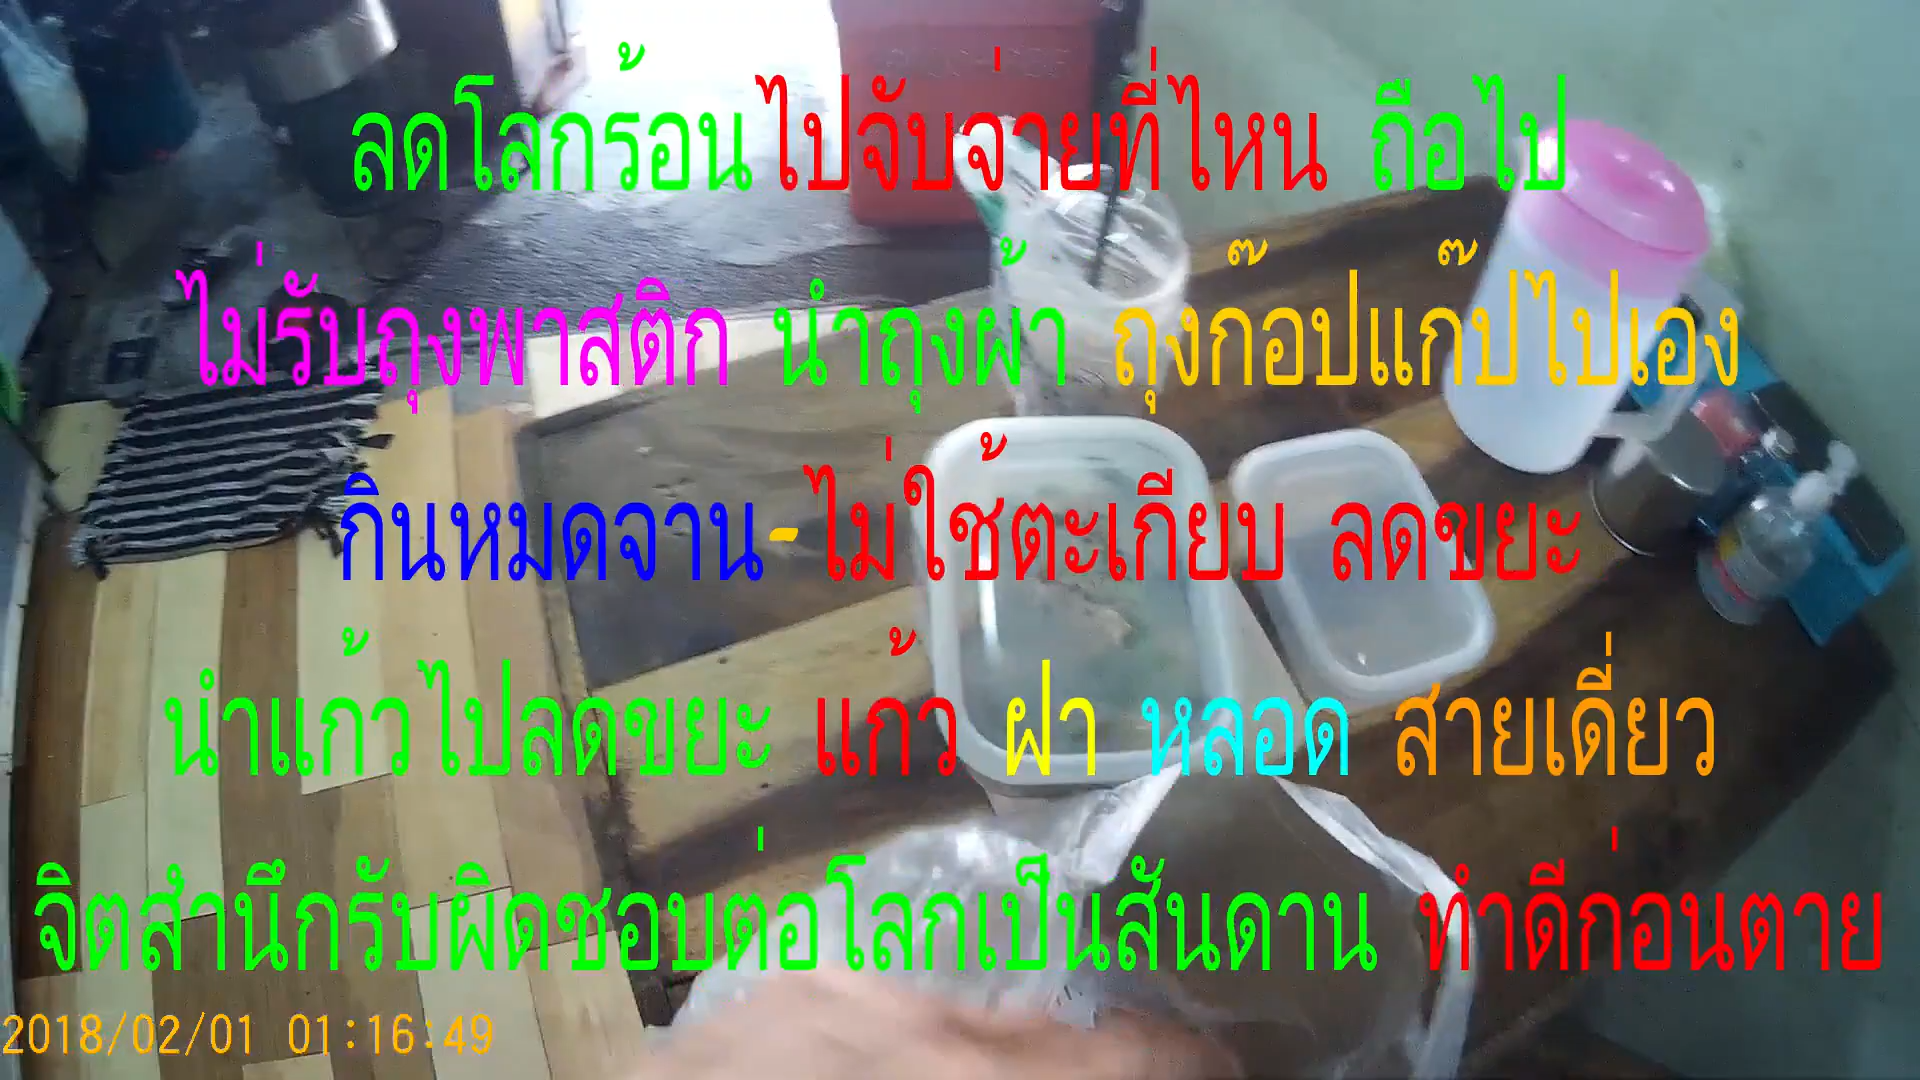 ลดโลกร้อนไปจับจ่ายที่ไหน ถือไป
ไม่รับถุงพาสติก นำถุงผ้า ถุงก๊อปแก๊ปไปเอง
กินหมดจาน-ไม่ใช้ตะเกียบ ลดขยะ
นำแก้วไปลดขยะ แก้ว ฝา หลอด สายเดี่ยว
จิตสำนึกรับผิดชอบต่อโลกเป็นสันดาน ทำดีก่อนตาย
2018/02/01 01:16:49